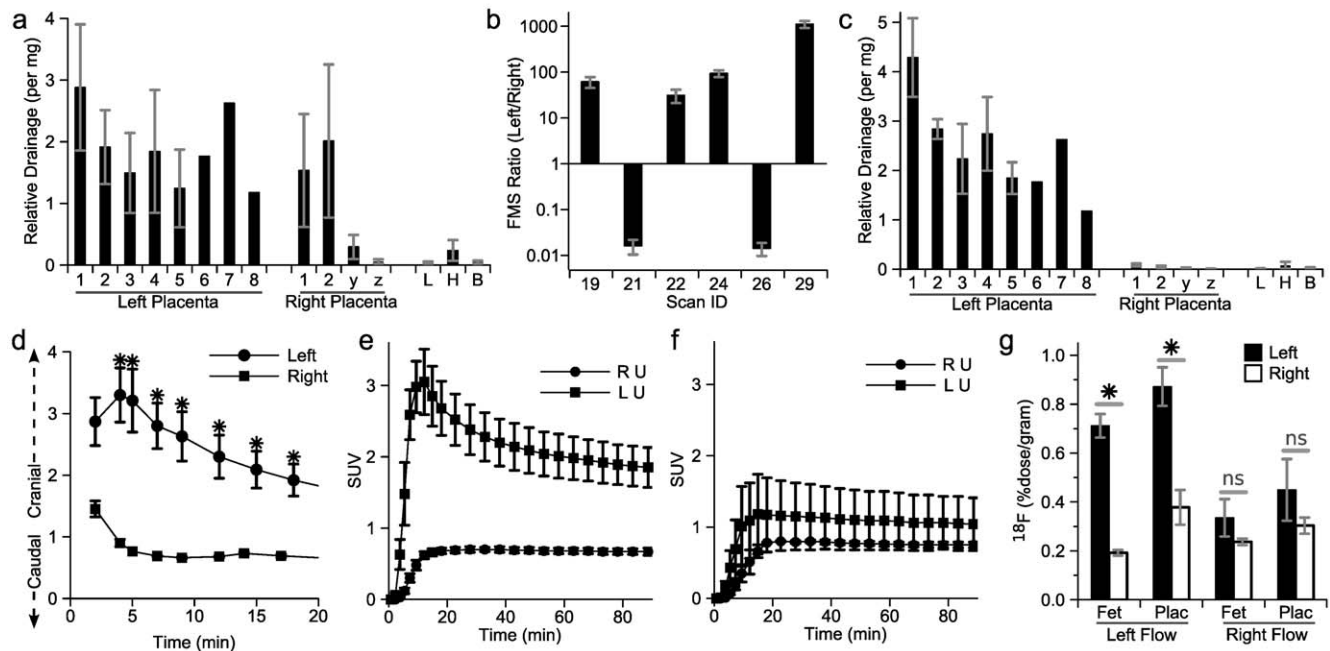 a
Relative Drainage (per mg)
4
3
2
1
0
1 2 3 4 5 6 7 8 1 2 y z L H B
Left Placenta Right Placenta
b
FMS Ratio (Left/Right)
1000
100
10
1
0.1
0.01
19 21 22 24 26 29
Scan ID
c
Relative Drainage (per mg)
5
4
3
2
1
0
1 2 3 4 5 6 7 8 1 2 y z L H B
Left Placenta Right Placenta
d
Caudal Cranial
4
3
2
1
0
Left
Right
* * * * * * *
0 5 10 15 20
Time (min)
e
SUV
3
2
1
0
R U
L U
0 20 40 60 80
Time (min)
f
SUV
3
2
1
0
R U
L U
0 20 40 60 80
Time (min)
g
18F (%dose/gram)
1.0
0.8
0.6
0.4
0.2
0.0
Left
Right
* * ns ns
Fet Plac Fet Plac
Left Flow Right Flow